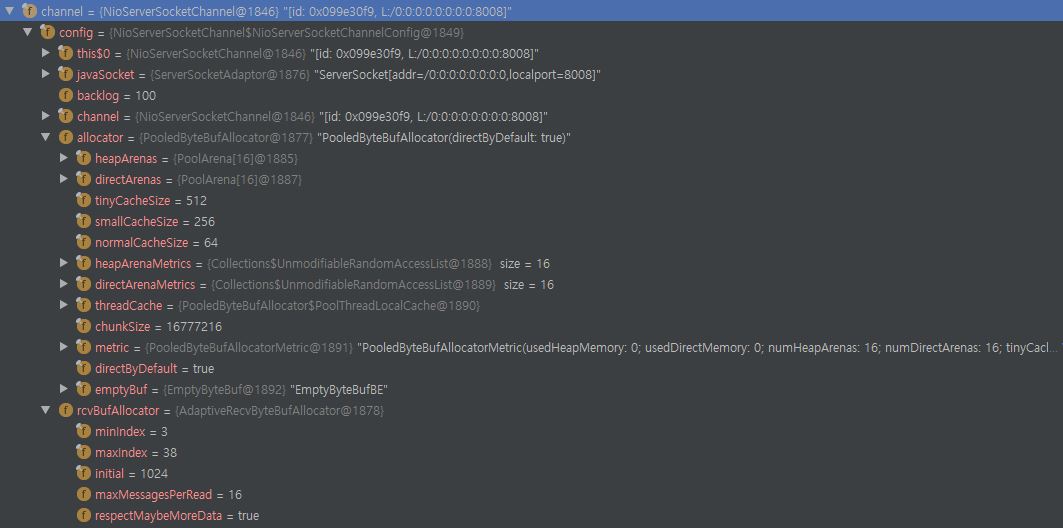 channel = {NioServerSocketChannel@1846} "[id: 0x099e30f9, L:/0:0:0:0:0:0:0:0:8008]"
config = {NioServerSocketChannel$NioServerSocketChannelConfig@1849}
this$0 = {NioServerSocketChannel@1846} "[id: 0x099e30f9, L:/0:0:0:0:0:0:0:0:8008]"
javaSocket = {ServerSocketAdaptor@1876} "ServerSocket[addr=/0:0:0:0:0:0:0:0,localport=8008]"
backlog = 100
channel = {NioServerSocketChannel@1846} "[id: 0x099e30f9, L:/0:0:0:0:0:0:0:0:8008]"
allocator = {PooledByteBufAllocator@1877} "PooledByteBufAllocator(directByDefault: true)"
heapArenas = {PoolArena[16]@1885}
directArenas = {PoolArena[16]@1887}
tinyCacheSize = 512
smallCacheSize = 256
normalCacheSize = 64
heapArenaMetrics = {Collections$UnmodifiableRandomAccessList@1888} size = 16
directArenaMetrics = {Collections$UnmodifiableRandomAccessList@1889} size = 16
threadCache = {PooledByteBufAllocator$PoolThreadLocalCache@1890}
chunkSize = 16777216
metric = {PooledByteBufAllocatorMetric@1891} "PooledByteBufAllocatorMetric(usedHeapMemory: 0; usedDirectMemory: 0; numHeapArenas: 16; numDirectArenas: 16; tinyCacl...
directByDefault = true
emptyBuf = {EmptyByteBuf@1892} "EmptyByteBufBE"
rcvBufAllocator = {AdaptiveRecvByteBufAllocator@1878}
minIndex = 3
maxIndex = 38
initial = 1024
maxMessagesPerRead = 16
respectMaybeMoreData = true